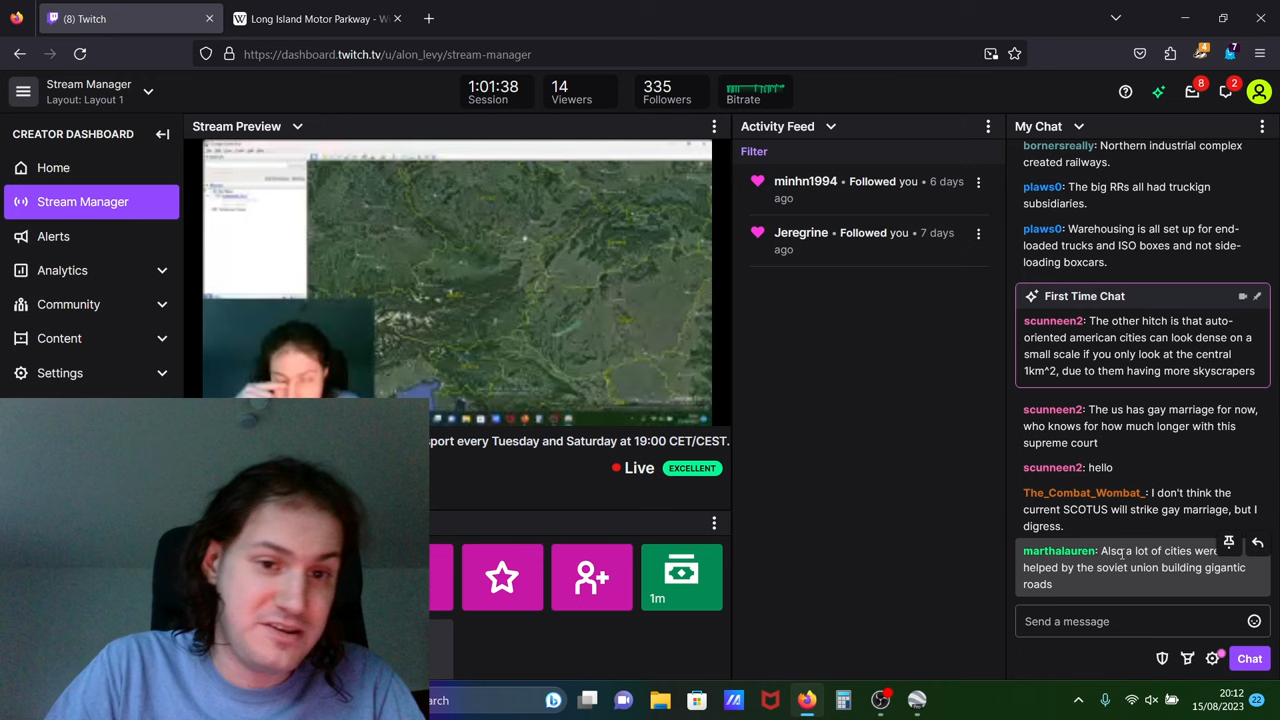 (8) Twitch
Long Island Motor Parkway - W
https://dashboard.twitch.tv/u/alon_levy/stream-manager
4
7
Stream Manager
Layout: Layout 1
1:01:38
Session
14
Viewers
335
Followers
Bitrate
8
2
CREATOR DASHBOARD
Home
Stream Manager
Alerts
Analytics
Community
Content
Settings
Stream Preview
sport every Tuesday and Saturday at 19:00 CET/CEST.
Live
EXCELLENT
1m
Activity Feed
Filter
minhn1994 • Followed you • 6 days
ago
Jeregrine • Followed you • 7 days
ago
My Chat
bornersreally: Northern industrial complex
created railways.
plaws0: The RRs all had truckign
subsidiaries.
plaws0: Warehousing is all set up for end-
loaded trucks and ISO boxes and not side-
loading boxcars.
First Time Chat
scunneen2: The other hitch is that auto-
oriented american cities can look dense on a
small scale if you only look at the central
1km^2, due to them having more skyscrapers
scunneen2: The us has gay marriage for now,
who knows for how much longer with this
supreme court
scunneen2: hello
The_Combat_Wombat_: I don't think the
current SCOTUS will strike gay marriage, but I
digress.
marthalauren: Also a lot of cities were
helped by the soviet union building gigantic
roads
Send a message
Chat
arch
20:12
15/08/2023
22